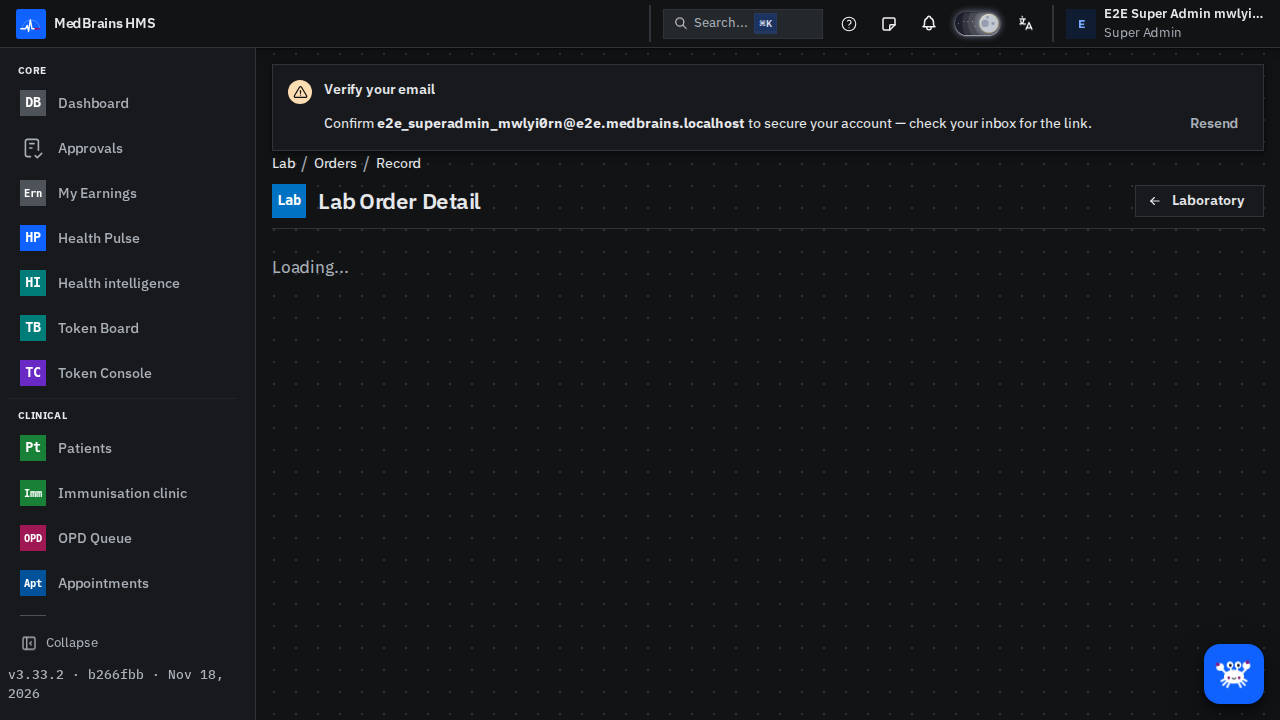 MedBrains HMS
Search...
⌘K
E
E2E Super Admin mwlyi...
Super Admin
CORE
DB Dashboard
Approvals
Ern My Earnings
HP Health Pulse
HI Health intelligence
TB Token Board
TC Token Console
CLINICAL
Pt Patients
Imm Immunisation clinic
OPD OPD Queue
Apt Appointments
Collapse
v3.33.2 · b266fbb · Nov 18,
2026
Verify your email
Confirm e2e_superadmin_mwlyi0rn@e2e.medbrains.localhost to secure your account — check your inbox for the link.
Resend
Lab / Orders / Record
Lab Lab Order Detail
← Laboratory
Loading...